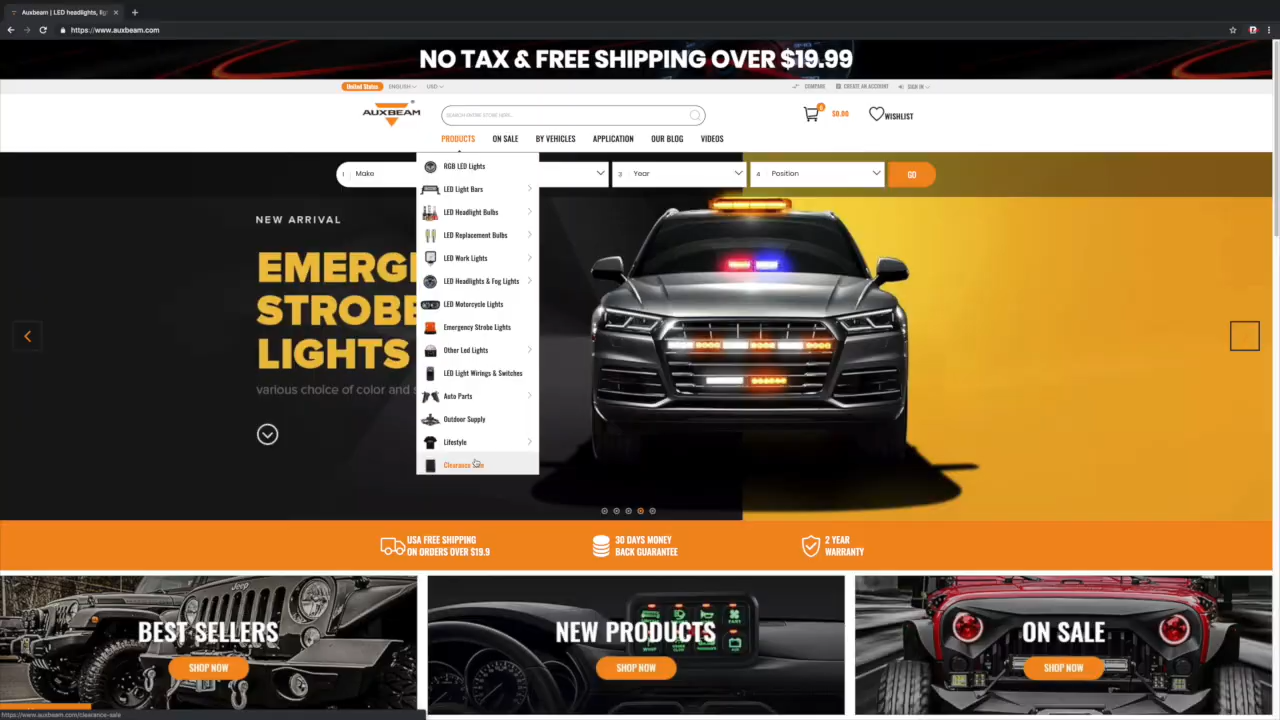 Auxbeam | LED headlights, lig
https://www.auxbeam.com
NO TAX & FREE SHIPPING OVER $19.99
United States
ENGLISH
USD
COMPARE
CREATE AN ACCOUNT
SIGN IN
AUXBEAM
SEARCH ENTIRE STORE HERE...
$0.00
WISHLIST
PRODUCTS
ON SALE
BY VEHICLES
APPLICATION
OUR BLOG
VIDEOS
1 Make
3 Year
4 Position
GO
RGB LED Lights
LED Light Bars
LED Headlight Bulbs
LED Replacement Bulbs
LED Work Lights
LED Headlights & Fog Lights
LED Motorcycle Lights
Emergency Strobe Lights
Other Led Lights
LED Light Wirings & Switches
Auto Parts
Outdoor Supply
Lifestyle
Clearance
NEW ARRIVAL
EMERG
STROBE
LIGHTS
various choice of color and
USA FREE SHIPPING
ON ORDERS OVER $19.9
30 DAYS MONEY
BACK GUARANTEE
2 YEAR
WARRANTY
Jeep
BEST SELLERS
SHOP NOW
NEW PRODUCTS
SHOP NOW
ON SALE
SHOP NOW
https://www.auxbeam.com/clearance-sale